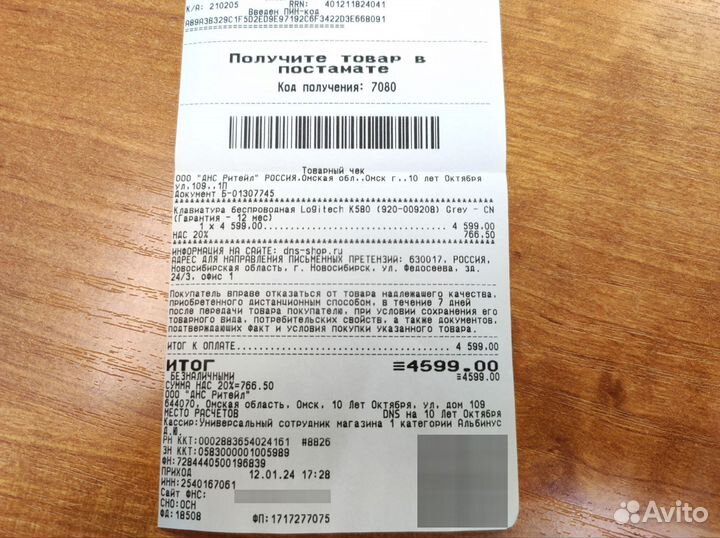 К/А: 210205 RRN: 401211824041
Введен ПИН-код
A89A3B329C1F5D2ED9E97192C6F3422D3E668091
Получите товар в
постамате
Код получения: 7080
Товарный чек
ООО "ДНС Ритейл" РОССИЯ,Омская обл.,Омск г.,10 лет Октября
ул,109,,1П
Документ Б-01307745
Клавиатура беспроводная Logitech K580 (920-009208) Grey - CN
(Гарантия - 12 мес)
1 x 4 599.00 4 599.00
НДС 20% 766.50
ИНФОРМАЦИЯ НА САЙТЕ: dns-shop.ru
АДРЕС ДЛЯ НАПРАВЛЕНИЯ ПИСЬМЕННЫХ ПРЕТЕНЗИЙ: 630017, РОССИЯ,
Новосибирская область, г. Новосибирск, ул. Федосеева, зд.
24/3, офис 1
Покупатель вправе отказаться от товара надлежащего качества,
приобретенного дистанционным способом, в течение 7 дней
после передачи товара покупателю, при условии сохранения его
товарного вида, потребительских свойств, а также документов,
подтверждающих факт и условия покупки указанного товара.
ИТОГ К ОПЛАТЕ 4 599.00
ИТОГ ≡4599.00
БЕЗНАЛИЧНЫМИ ≡4599.00
СУММА НДС 20%=766.50
ООО "ДНС Ритейл"
644070, Омская область, Омск, 10 Лет Октября, ул, дом 109
МЕСТО РАСЧЕТОВ DNS на 10 Лет Октября
Кассир:Универсальный сотрудник магазина 1 категории Альбинус
Д.Ю.
РН ККТ:0002883654024161 #8826
ЗН ККТ:0583000001005989
ФН:7284440500196839
ПРИХОД 12.01.24 17:28
ИНН:2540167061
Сайт ФНС:
СНО:ОСН
ФД:18508 ФП:1717277075
Avito